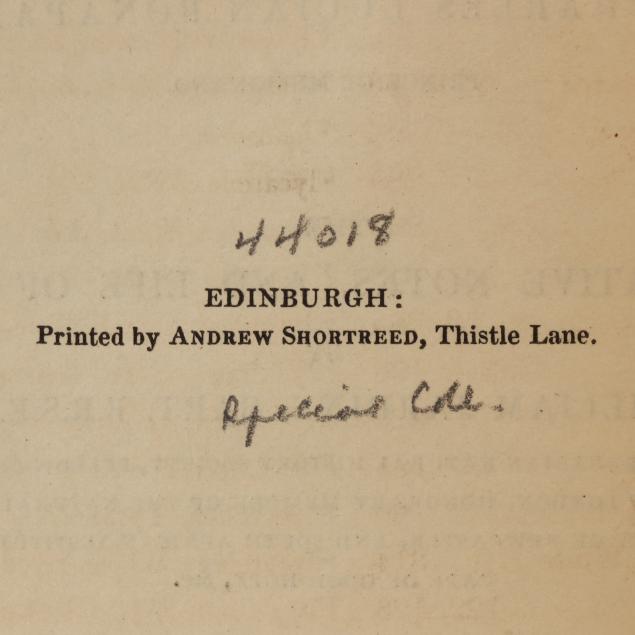 44018
EDINBURGH:
Printed by ANDREW SHORTREED, Thistle Lane.
Special Coll.